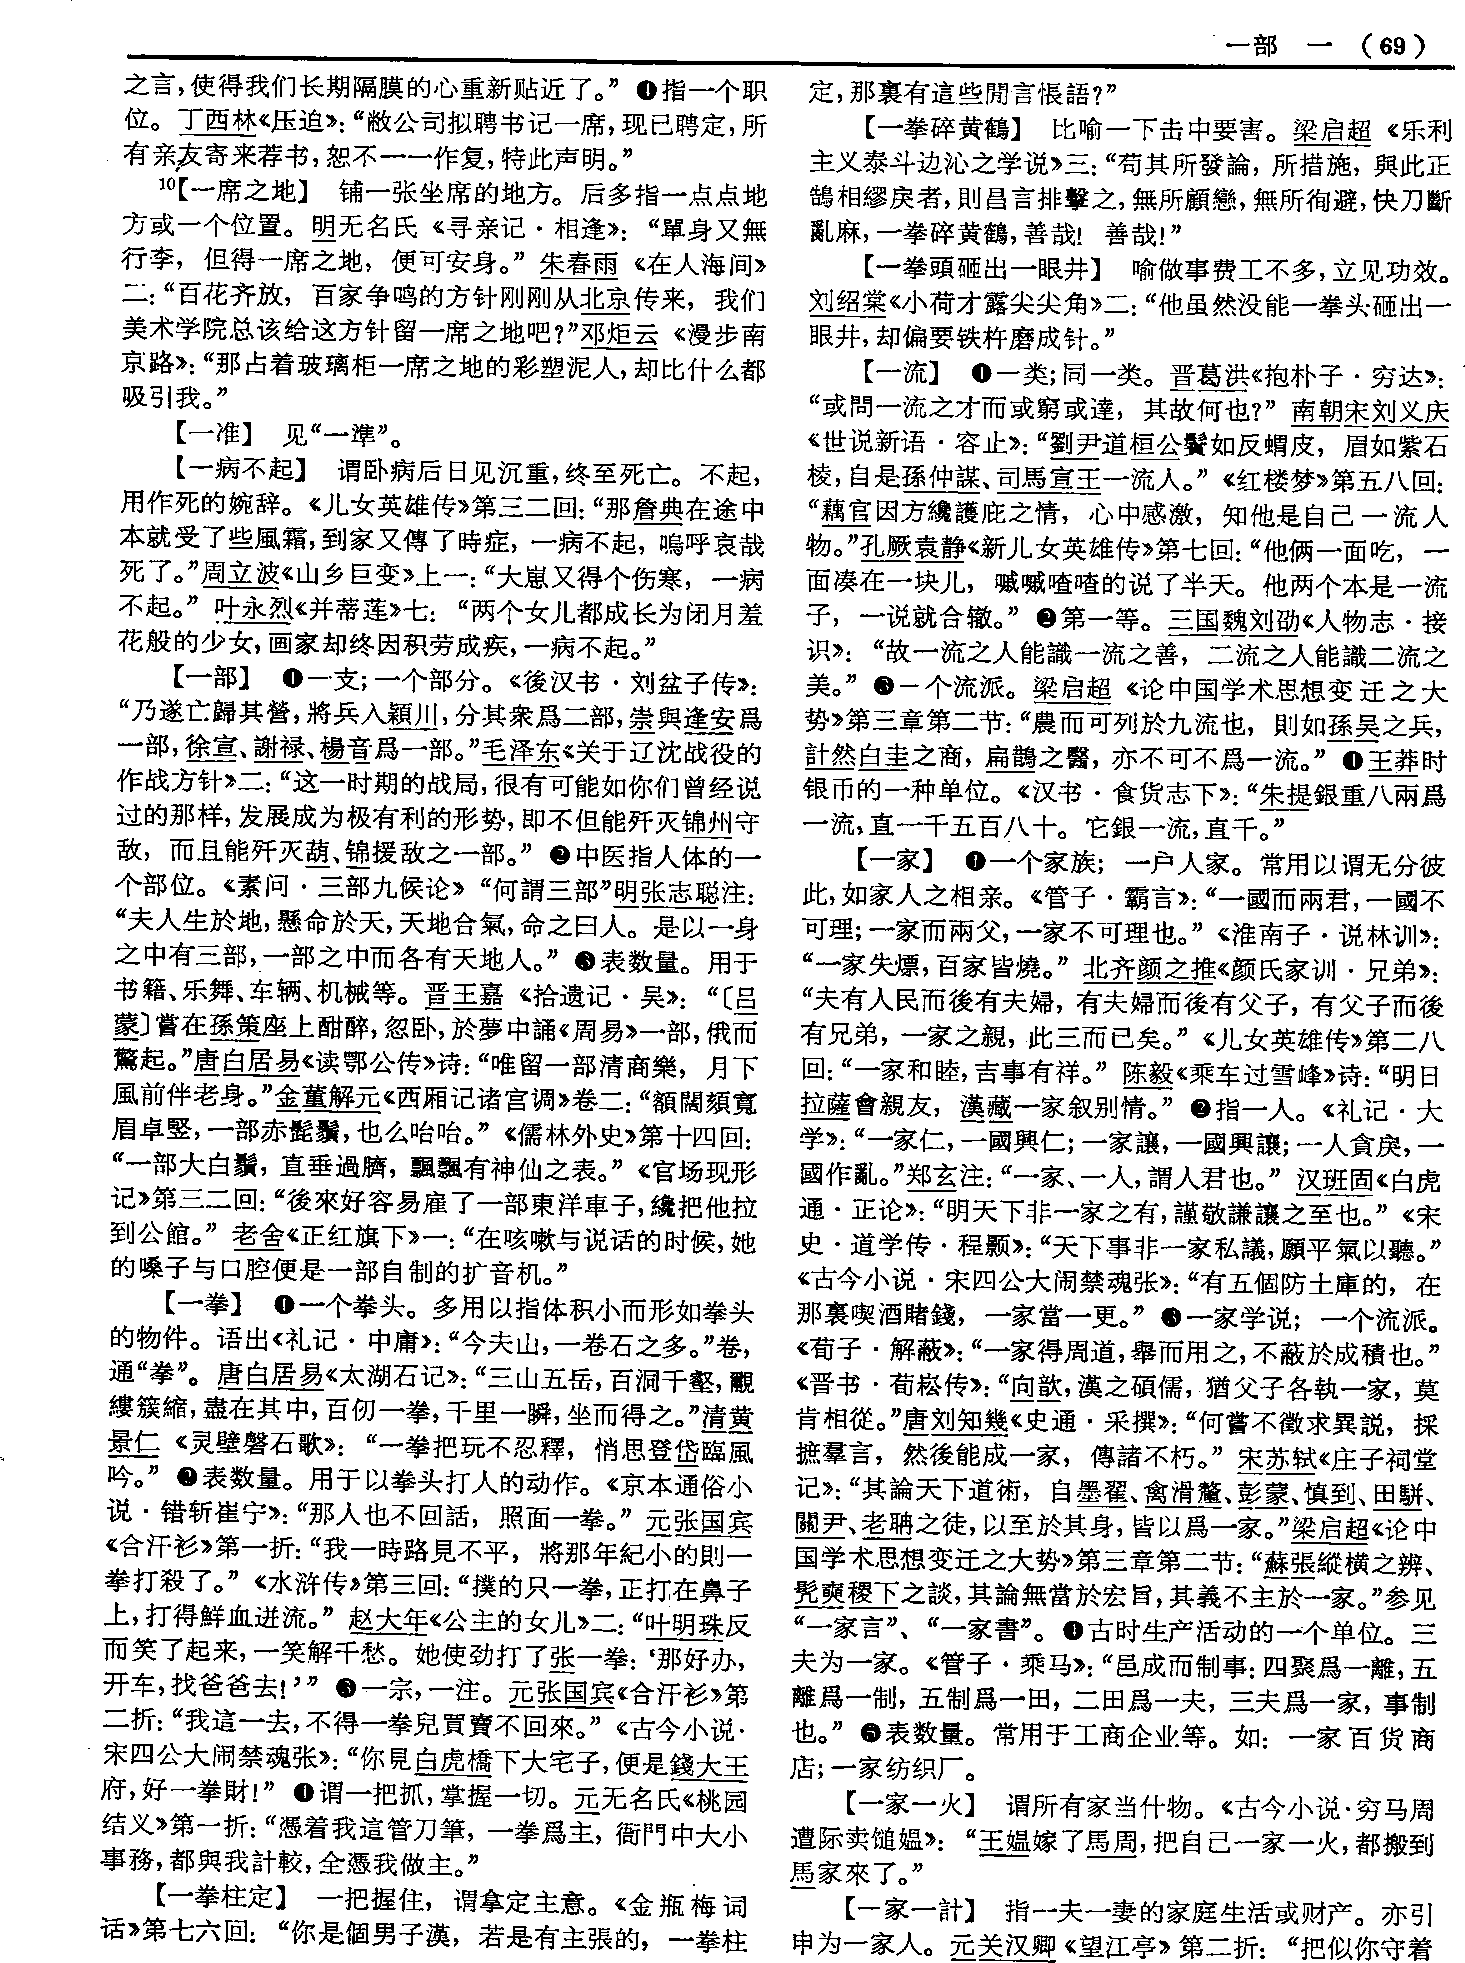 一部　一　（69）
之言，使得我们长期隔膜的心重新贴近了。”❹指一个职
位。丁西林《压迫》：“敝公司拟聘书记一席，现已聘定，所
有亲友寄来荐书，恕不一一作复，特此声明。”
10【一席之地】　铺一张坐席的地方。后多指一点点地
方或一个位置。明无名氏《寻亲记·相逢》：“單身又無
行李，但得一席之地，便可安身。”朱春雨《在人海间》
二：“百花齐放，百家争鸣的方针刚刚从北京传来，我们
美术学院总该给这方针留一席之地吧？”邓炬云《漫步南
京路》：“那占着玻璃柜一席之地的彩塑泥人，却比什么都
吸引我。”
【一准】　见“一準”。
【一病不起】　谓卧病后日见沉重，终至死亡。不起，
用作死的婉辞。《儿女英雄传》第三二回：“那詹典在途中
本就受了些風霜，到家又傳了時症，一病不起，嗚呼哀哉
死了。”周立波《山乡巨变》上一：“大崽又得个伤寒，一病
不起。”叶永烈《并蒂莲》七：“两个女儿都成长为闭月羞
花般的少女，画家却终因积劳成疾，一病不起。”
【一部】　❶一支；一个部分。《後汉书·刘盆子传》：
“乃遂亡歸其營，將兵入潁川，分其衆爲二部，崇與逢安爲
一部，徐宣、謝禄、楊音爲一部。”毛泽东《关于辽沈战役的
作战方针》二：“这一时期的战局，很有可能如你们曾经说
过的那样，发展成为极有利的形势，即不但能歼灭锦州守
敌，而且能歼灭葫、锦援敌之一部。”❷中医指人体的一
个部位。《素问·三部九候论》“何謂三部”明张志聪注：
“夫人生於地，懸命於天，天地合氣，命之曰人。是以一身
之中有三部，一部之中而各有天地人。”❸表数量。用于
书籍、乐舞、车辆、机械等。晋王嘉《拾遗记·吴》：“〔吕
蒙〕嘗在孫策座上酣醉，忽卧，於夢中誦《周易》一部，俄而
驚起。”唐白居易《读鄂公传》诗：“唯留一部清商樂，月下
風前伴老身。”金董解元《西厢记诸宫调》卷二：“額闊頦寬
眉卓竪，一部赤髭鬚，也么哈哈。”《儒林外史》第十四回：
“一部大白鬚，直垂過臍，飄飄有神仙之表。”《官场现形
记》第三二回：“後來好容易雇了一部東洋車子，纔把他拉
到公館。”老舍《正红旗下》一：“在咳嗽与说话的时候，她
的嗓子与口腔便是一部自制的扩音机。”
【一拳】　❶一个拳头。多用以指体积小而形如拳头
的物件。语出《礼记·中庸》：“今夫山，一卷石之多。”卷，
通“拳”。唐白居易《太湖石记》：“三山五岳，百洞千壑，覼
縷簇縮，盡在其中，百仞一拳，千里一瞬，坐而得之。”清黄
景仁《灵壁磐石歌》：“一拳把玩不忍釋，悄思登岱臨風
吟。”❷表数量。用于以拳头打人的动作。《京本通俗小
说·错斩崔宁》：“那人也不回話，照面一拳。”元张国宾
《合汗衫》第一折：“我一時路見不平，將那年紀小的則一
拳打殺了。”《水浒传》第三回：“撲的只一拳，正打在鼻子
上，打得鮮血迸流。”赵大年《公主的女儿》二：“叶明珠反
而笑了起来，一笑解千愁。她使劲打了张一拳：‘那好办，
开车，找爸爸去！’”❸一宗，一注。元张国宾《合汗衫》第
二折：“我這一去，不得一拳兒買賣不回來。”《古今小说·
宋四公大闹禁魂张》：“你見白虎橋下大宅子，便是錢大王
府，好一拳財！”❹谓一把抓，掌握一切。元无名氏《桃园
结义》第一折：“憑着我這管刀筆，一拳爲主，衙門中大小
事務，都與我計較，全憑我做主。”
【一拳柱定】　一把握住，谓拿定主意。《金瓶梅词
话》第七六回：“你是個男子漢，若是有主張的，一拳柱
定，那裏有這些閒言悵語？”
【一拳碎黄鹤】　比喻一下击中要害。梁启超《乐利
主义泰斗边沁之学说》三：“苟其所發論，所措施，與此正
鵠相繆戾者，則昌言排擊之，無所顧戀，無所徇避，快刀斷
亂麻，一拳碎黄鶴，善哉！善哉！”
【一拳頭砸出一眼井】　喻做事费工不多，立见功效。
刘绍棠《小荷才露尖尖角》二：“他虽然没能一拳头砸出一
眼井，却偏要铁杵磨成针。”
【一流】　❶一类；同一类。晋葛洪《抱朴子·穷达》：
“或問一流之才而或窮或達，其故何也？”南朝宋刘义庆
《世说新语·容止》：“劉尹道桓公鬢如反蝟皮，眉如紫石
棱，自是孫仲謀、司馬宣王一流人。”《红楼梦》第五八回：
“藕官因方纔護庇之情，心中感激，知他是自己一流人
物。”孔厥袁静《新儿女英雄传》第七回：“他俩一面吃，一
面凑在一块儿，嘁嘁喳喳的说了半天。他两个本是一流
子，一说就合辙。”❷第一等。三国魏刘劭《人物志·接
识》：“故一流之人能識一流之善，二流之人能識二流之
美。”❸一个流派。梁启超《论中国学术思想变迁之大
势》第三章第二节：“農而可列於九流也，則如孫吴之兵，
計然白圭之商，扁鵲之醫，亦不可不爲一流。”❹王莽时
银币的一种单位。《汉书·食货志下》：“朱提銀重八兩爲
一流，直一千五百八十。它銀一流，直千。”
【一家】　❶一个家族；一户人家。常用以谓无分彼
此，如家人之相亲。《管子·霸言》：“一國而兩君，一國不
可理；一家而兩父，一家不可理也。”《淮南子·说林训》：
“一家失熛，百家皆燒。”北齐颜之推《颜氏家训·兄弟》：
“夫有人民而後有夫婦，有夫婦而後有父子，有父子而後
有兄弟，一家之親，此三而已矣。”《儿女英雄传》第二八
回：“一家和睦，吉事有祥。”陈毅《乘车过雪峰》诗：“明日
拉薩會親友，漢藏一家叙别情。”❷指一人。《礼记·大
学》：“一家仁，一國興仁；一家讓，一國興讓；一人貪戾，一
國作亂。”郑玄注：“一家、一人，謂人君也。”汉班固《白虎
通·正论》：“明天下非一家之有，謹敬謙讓之至也。”《宋
史·道学传·程颢》：“天下事非一家私議，願平氣以聽。”
《古今小说·宋四公大闹禁魂张》：“有五個防土庫的，在
那裏喫酒賭錢，一家當一更。”❸一家学说；一个流派。
《荀子·解蔽》：“一家得周道，舉而用之，不蔽於成積也。”
《晋书·荀崧传》：“向歆，漢之碩儒，猶父子各執一家，莫
肯相從。”唐刘知幾《史通·采撰》：“何嘗不徵求異説，採
摭羣言，然後能成一家，傳諸不朽。”宋苏轼《庄子祠堂
记》：“其論天下道術，自墨翟、禽滑釐、彭蒙、慎到、田駢、
關尹、老聃之徒，以至於其身，皆以爲一家。”梁启超《论中
国学术思想变迁之大势》第三章第二节：“蘇張縱橫之辨、
髡奭稷下之談，其論無當於宏旨，其義不主於一家。”参见
“一家言”、“一家書”。❹古时生产活动的一个单位。三
夫为一家。《管子·乘马》：“邑成而制事：四聚爲一離，五
離爲一制，五制爲一田，二田爲一夫，三夫爲一家，事制
也。”❺表数量。常用于工商企业等。如：一家百货商
店；一家纺织厂。
【一家一火】　谓所有家当什物。《古今小说·穷马周
遭际卖䭔媪》：“王媪嫁了馬周，把自己一家一火，都搬到
馬家來了。”
【一家一計】　指一夫一妻的家庭生活或财产。亦引
申为一家人。元关汉卿《望江亭》第二折：“把似你守着